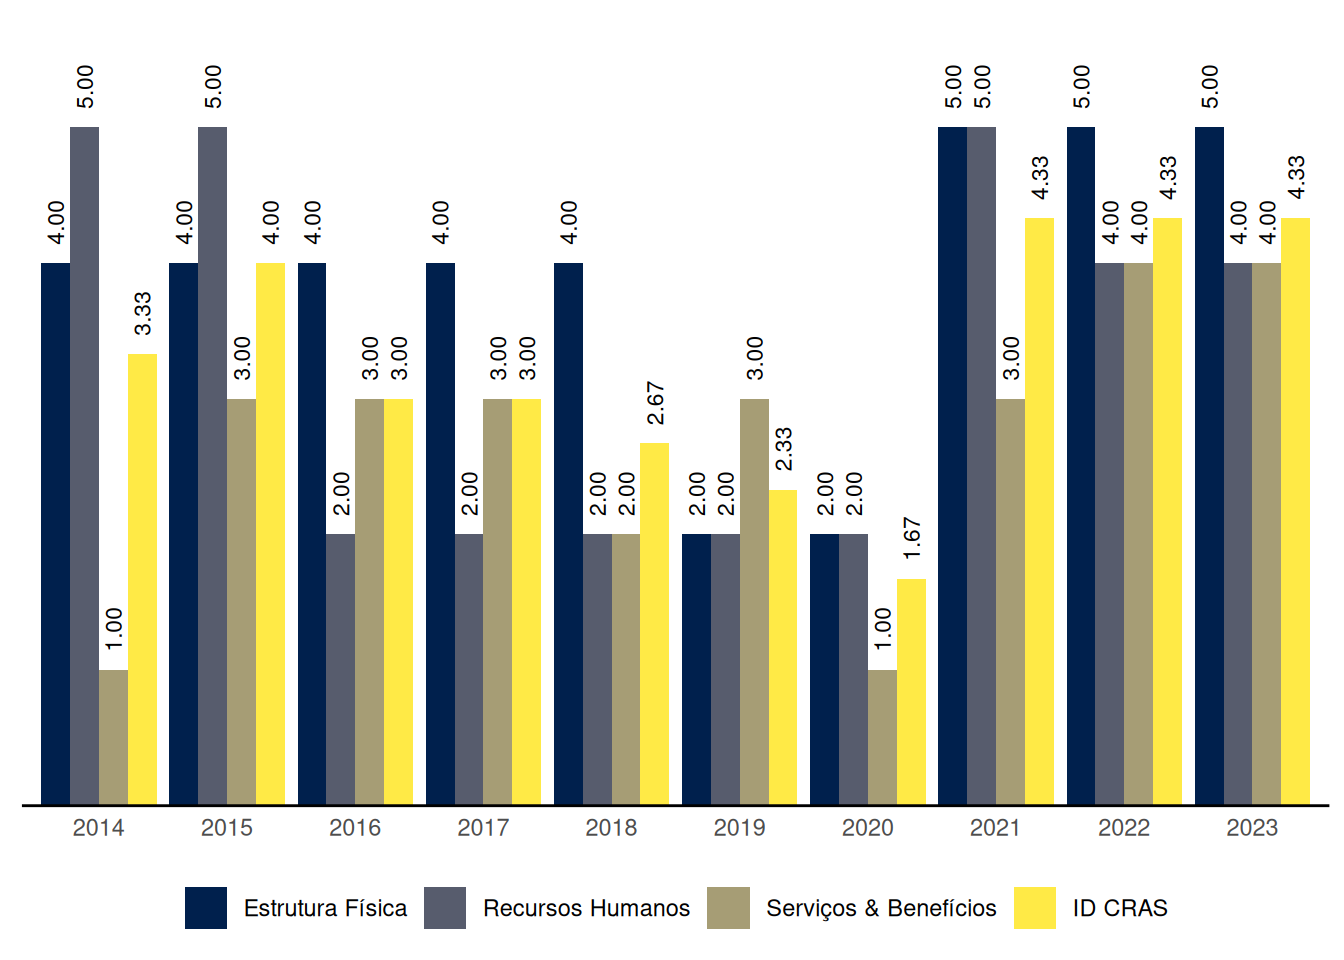 4.00 5.00 1.00 3.33
4.00 5.00 3.00 4.00
4.00 2.00 3.00 3.00
4.00 2.00 3.00 3.00
4.00 2.00 2.00 2.67
2.00 2.00 3.00 2.33
2.00 2.00 1.00 1.67
5.00 5.00 3.00 4.33
5.00 4.00 4.00 4.33
5.00 4.00 4.00 4.33
2014 2015 2016 2017 2018 2019 2020 2021 2022 2023
Estrutura Física Recursos Humanos Serviços & Benefícios ID CRAS